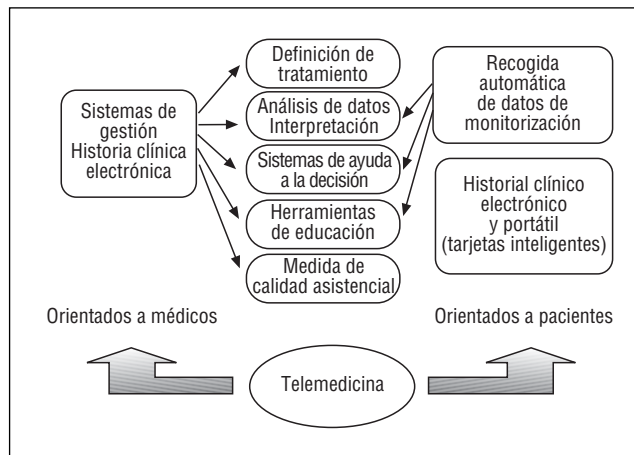 Sistemas de
gestión
Historia clínica
electrónica
Definición de
tratamiento
Análisis de datos
Interpretación
Sistemas de ayuda
a la decisión
Herramientas
de educación
Medida de
calidad asistencial
Recogida
automática
de datos de
monitorización
Historial clínico
electrónico
y portátil
(tarjetas inteligentes)
Orientados a médicos
Orientados a pacientes
Telemedicina